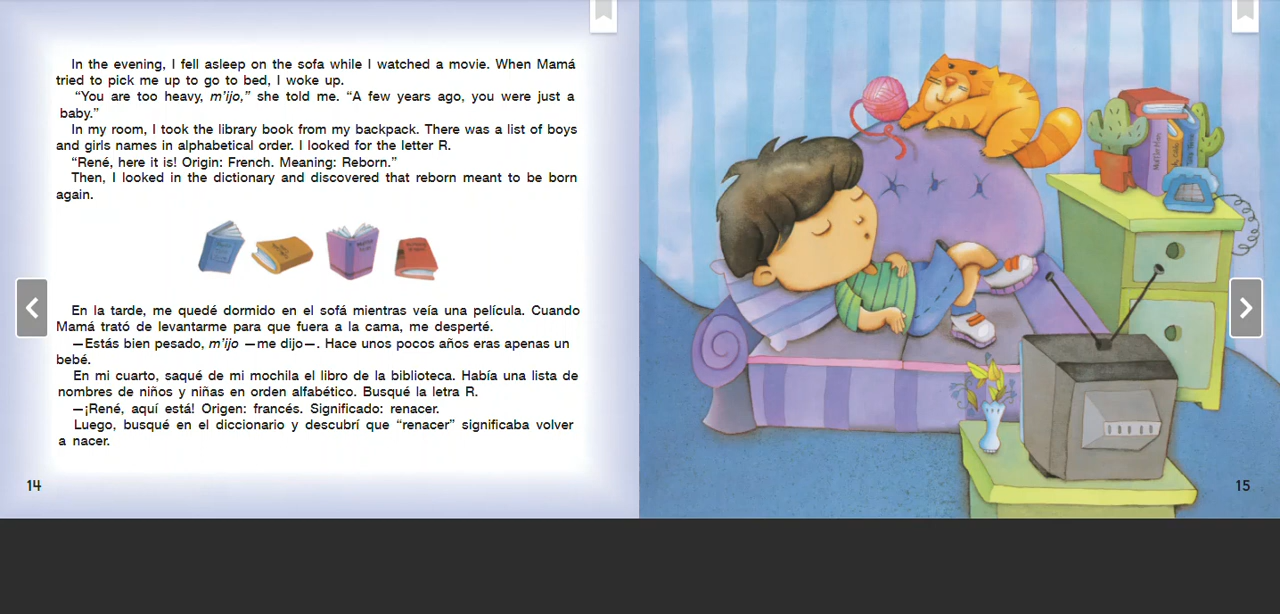 In the evening, I fell asleep on the sofa while I watched a movie. When Mamá
tried to pick me up to go to bed, I woke up.
“You are too heavy, m’ijo,” she told me. “A few years ago, you were just a
baby.”
In my room, I took the library book from my backpack. There was a list of boys
and girls names in alphabetical order. I looked for the letter R.
“René, here it is! Origin: French. Meaning: Reborn.”
Then, I looked in the dictionary and discovered that reborn meant to be born
again.
En la tarde, me quedé dormido en el sofá mientras veía una película. Cuando
Mamá trató de levantarme para que fuera a la cama, me desperté.
—Estás bien pesado, m’ijo —me dijo—. Hace unos pocos años eras apenas un
bebé.
En mi cuarto, saqué de mi mochila el libro de la biblioteca. Había una lista de
nombres de niños y niñas en orden alfabético. Busqué la letra R.
—¡René, aquí está! Origen: francés. Significado: renacer.
Luego, busqué en el diccionario y descubrí que “renacer” significaba volver
a nacer.
14
15